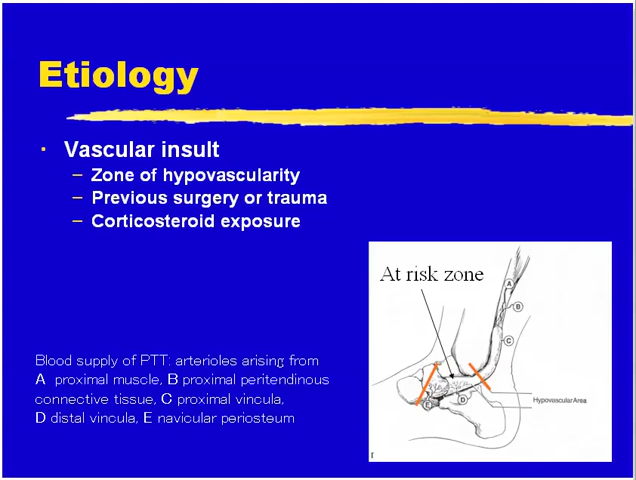 Etiology
• Vascular insult
– Zone of hypovascularity
– Previous surgery or trauma
– Corticosteroid exposure
At risk zone
A
B
C
Hypovascular Area
D
E
Blood supply of PTT: arterioles arising from
A proximal muscle, B proximal peritendinous
connective tissue, C proximal vincula,
D distal vincula, E navicular periosteum